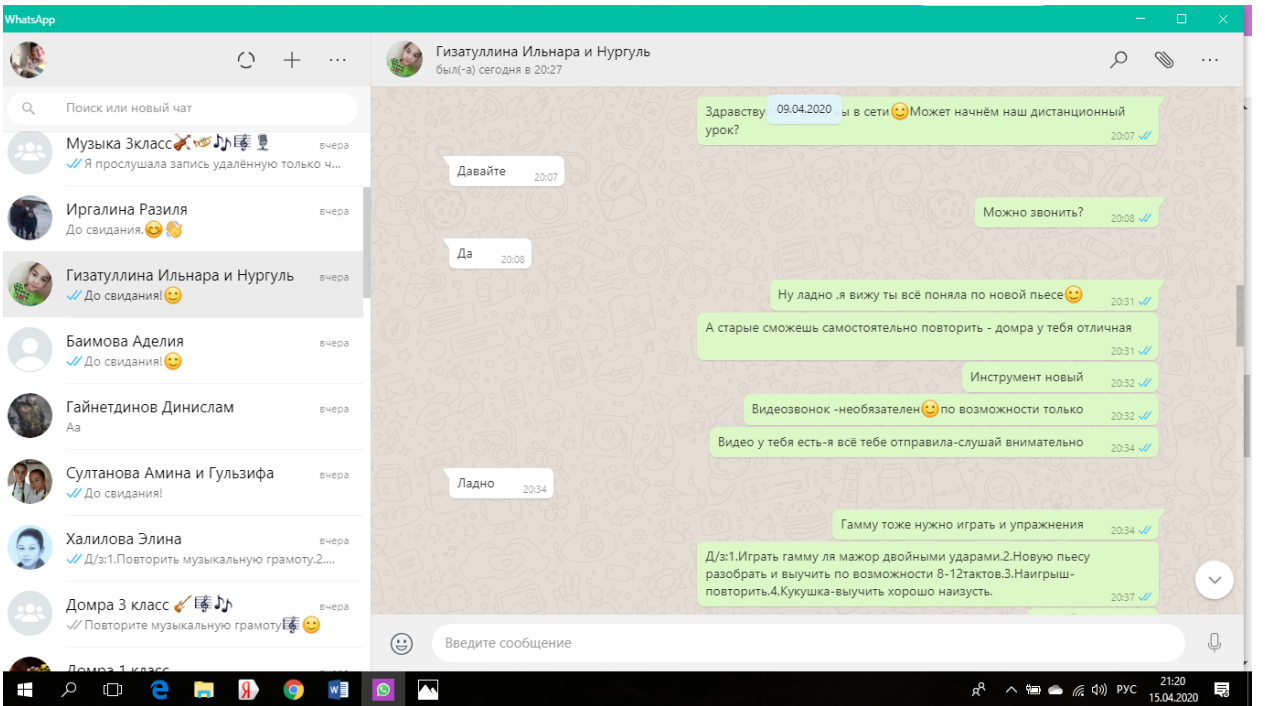 WhatsApp
Гизатуллина Ильнара и Нургуль
был(-а) сегодня в 20:27
Поиск или новый чат
Музыка 3класс
вчера
Я прослушала запись удалённую только ч...
Иргалина Разиля
вчера
До свидания.
Гизатуллина Ильнара и Нургуль
вчера
До свидания!
Баимова Аделия
вчера
До свидания!
Гайнетдинов Динислам
вчера
Аа
Султанова Амина и Гульзифа
вчера
До свидания!
Халилова Элина
вчера
Д/з:1.Повторить музыкальную грамоту.2....
Домра 3 класс
вчера
Повторите музыкальную грамоту
Домра 1 класс
09.04.2020
Здравству ы в сети Может начнём наш дистанционный
урок?
20:07
Давайте
20:07
Можно звонить?
20:08
Да
20:08
Ну ладно ,я вижу ты всё поняла по новой пьесе
20:31
А старые сможешь самостоятельно повторить - домра у тебя отличная
20:31
Инструмент новый
20:32
Видеозвонок -необязателен по возможности только
20:32
Видео у тебя есть-я всё тебе отправила-слушай внимательно
20:34
Ладно
20:34
Гамму тоже нужно играть и упражнения
20:34
Д/з:1.Играть гамму ля мажор двойными ударами.2.Новую пьесу
разобрать и выучить по возможности 8-12тактов.3.Наигрыш-
повторить.4.Кукушка-выучить хорошо наизусть.
20:37
Введите сообщение
РУС
21:20
15.04.2020